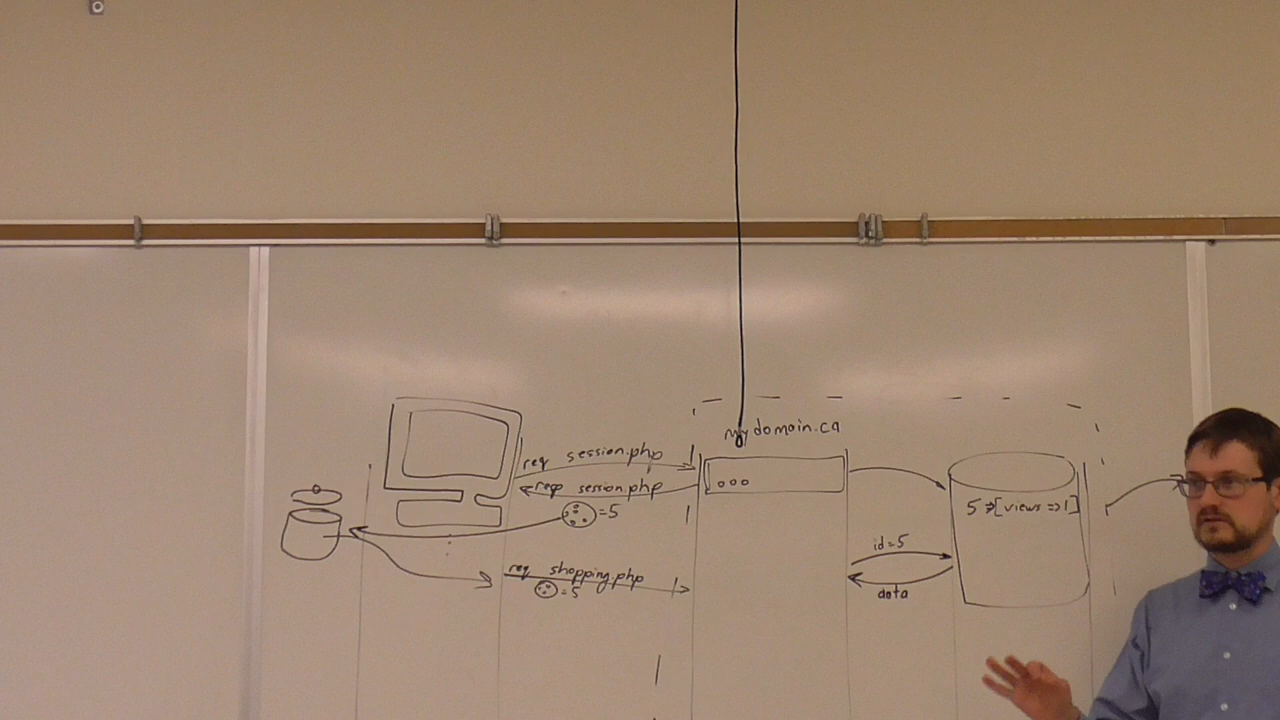 mydomain.ca
req session.php
resp session.php
=5
5 => [views => 1]
id=5
data
req shopping.php
=5